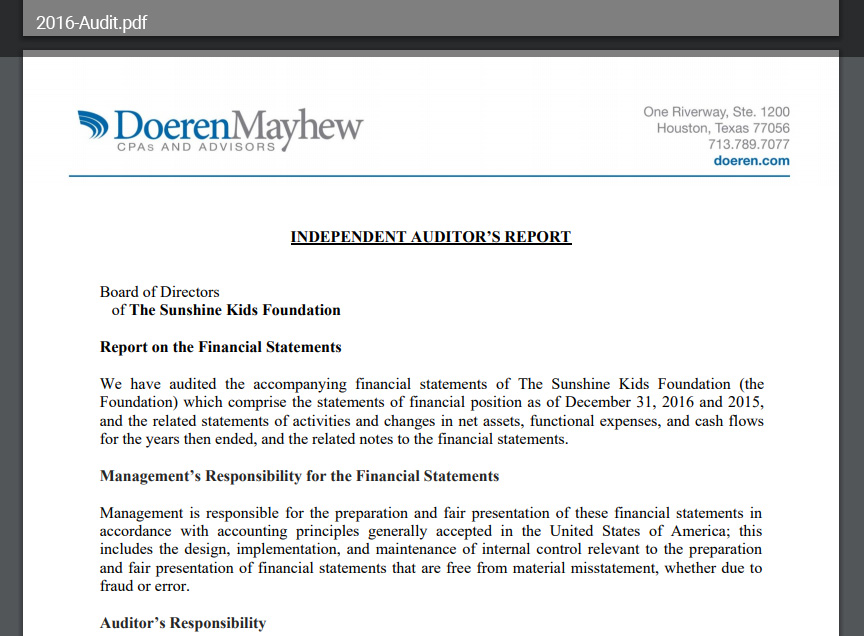 2016-Audit.pdf
DoerenMayhew
CPAs AND ADVISORS
One Riverway, Ste. 1200
Houston, Texas 77056
713.789.7077
doeren.com
INDEPENDENT AUDITOR'S REPORT
Board of Directors
of The Sunshine Kids Foundation
Report on the Financial Statements
We have audited the accompanying financial statements of The Sunshine Kids Foundation (the
Foundation) which comprise the statements of financial position as of December 31, 2016 and 2015,
and the related statements of activities and changes in net assets, functional expenses, and cash flows
for the years then ended, and the related notes to the financial statements.
Management's Responsibility for the Financial Statements
Management is responsible for the preparation and fair presentation of these financial statements in
accordance with accounting principles generally accepted in the United States of America; this
includes the design, implementation, and maintenance of internal control relevant to the preparation
and fair presentation of financial statements that are free from material misstatement, whether due to
fraud or error.
Auditor's Responsibility